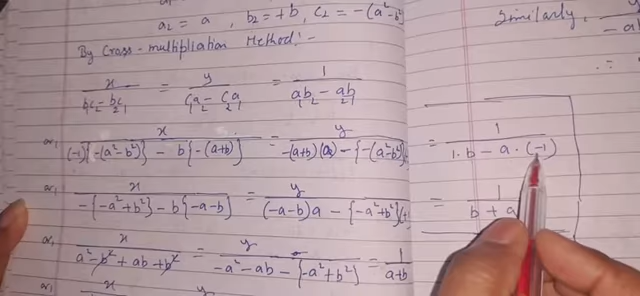 a₂ = a , b₂ = +b , c₂ = -(a²-b²)
By Cross-multiplication Method:-
x/(b₁c₂ - b₂c₁) = y/(c₁a₂ - c₂a₁) = 1/(a₁b₂ - a₂b₁)
or, x/((-1){-(a²-b²)} - b{-(a+b)}) = y/(-(a+b)(a) - {-(a²-b²)}
= 1/(1.b - a.(-1))
or, x/(-{-a²+b²} - b{-a-b}) = y/((-a-b)a - {-a²+b²}
= 1/(b+a
or, x/(a²-b²+ab+b²) = y/(-a²-ab-{-a²+b²}) = 1/(a+b)
x y
Similarly, y
-a
∴